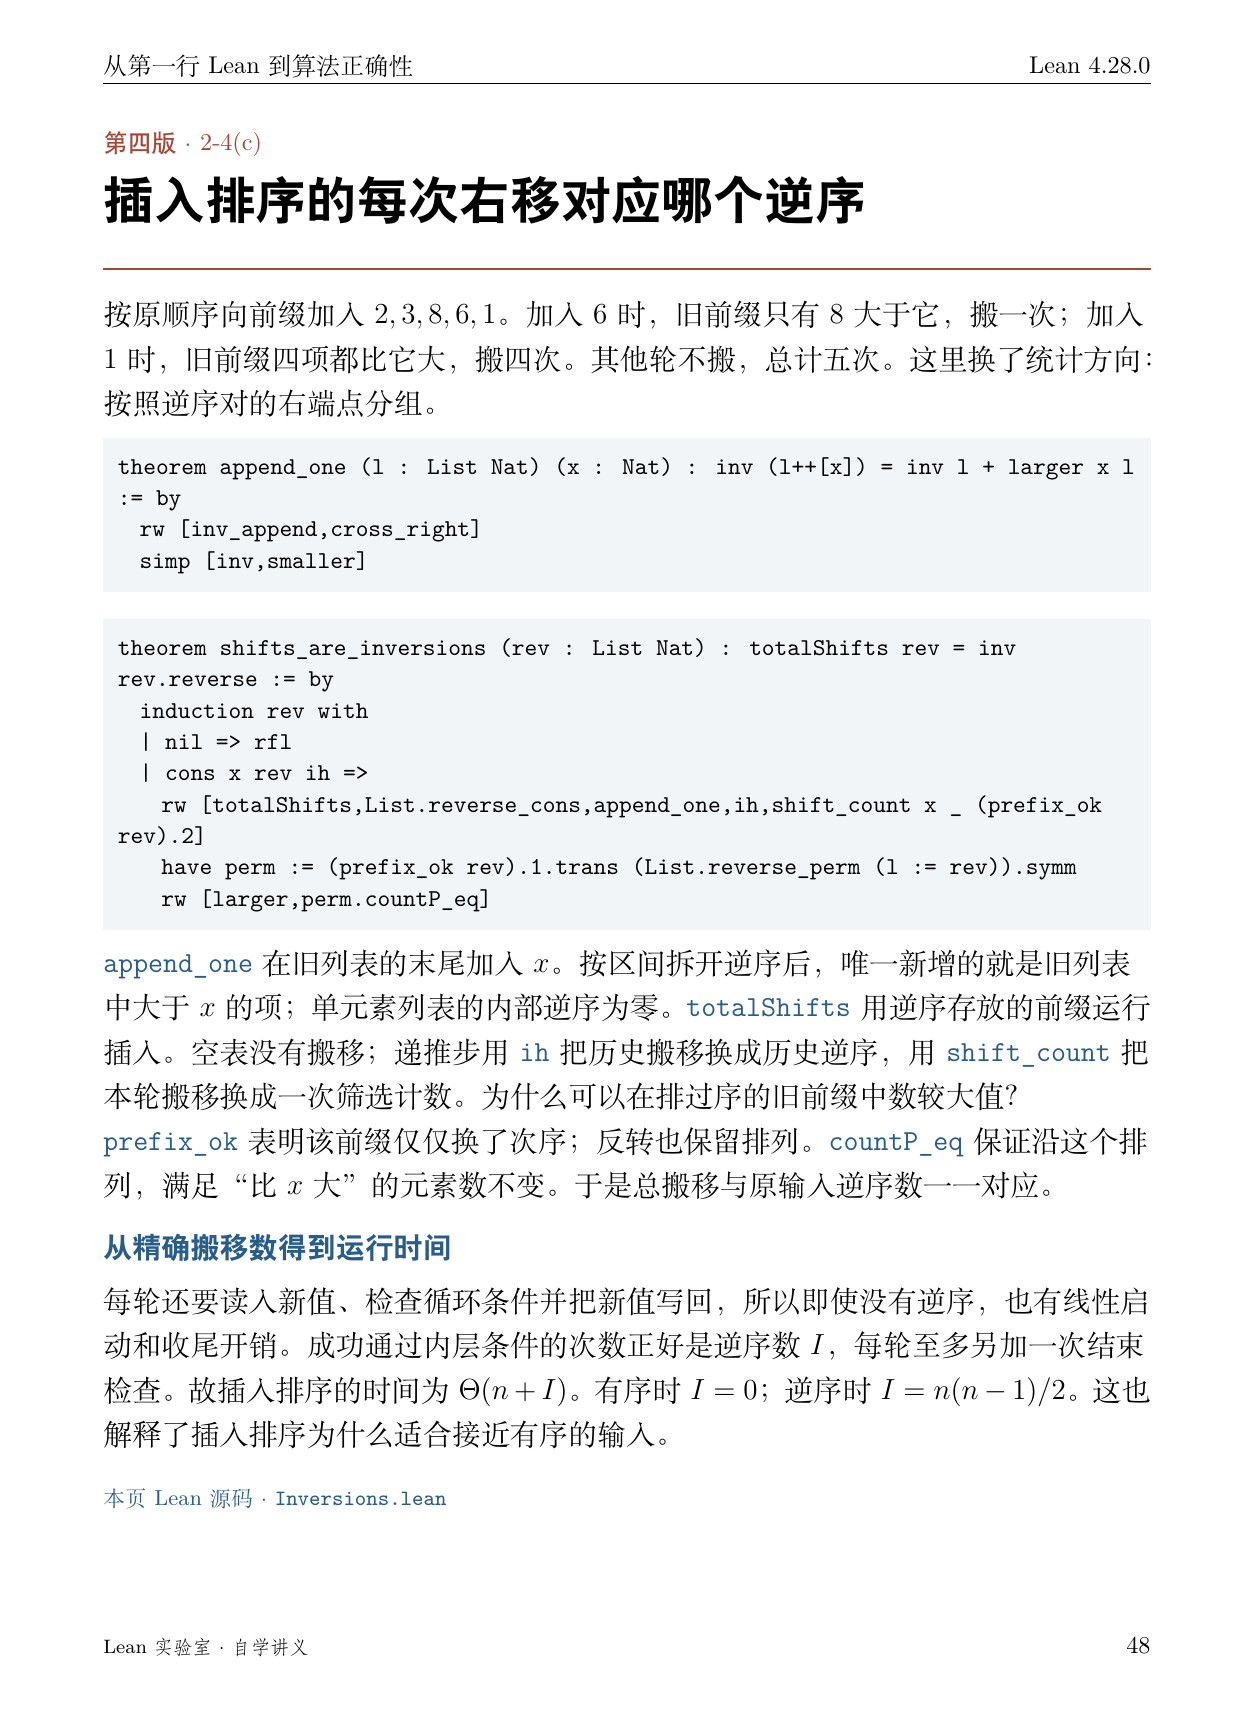 从第一行 Lean 到算法正确性
Lean 4.28.0
第四版 · 2-4(c)
插入排序的每次右移对应哪个逆序
按原顺序向前缀加入 2, 3, 8, 6, 1。加入 6 时，旧前缀只有 8 大于它，搬一次；加入
1 时，旧前缀四项都比它大，搬四次。其他轮不搬，总计五次。这里换了统计方向：
按照逆序对的右端点分组。
theorem append_one (l : List Nat) (x : Nat) : inv (l++[x]) = inv l + larger x l
:= by
  rw [inv_append,cross_right]
  simp [inv,smaller]
theorem shifts_are_inversions (rev : List Nat) : totalShifts rev = inv
rev.reverse := by
  induction rev with
  | nil => rfl
  | cons x rev ih =>
    rw [totalShifts,List.reverse_cons,append_one,ih,shift_count x _ (prefix_ok
rev).2]
    have perm := (prefix_ok rev).1.trans (List.reverse_perm (l := rev)).symm
    rw [larger,perm.countP_eq]
append_one 在旧列表的末尾加入 x。按区间拆开逆序后，唯一新增的就是旧列表
中大于 x 的项；单元素列表的内部逆序为零。totalShifts 用逆序存放的前缀运行
插入。空表没有搬移；递推步用 ih 把历史搬移换成历史逆序，用 shift_count 把
本轮搬移换成一次筛选计数。为什么可以在排过序的旧前缀中数较大值？
prefix_ok 表明该前缀仅仅换了次序；反转也保留排列。countP_eq 保证沿这个排
列，满足“比 x 大”的元素数不变。于是总搬移与原输入逆序数一一对应。
从精确搬移数得到运行时间
每轮还要读入新值、检查循环条件并把新值写回，所以即使没有逆序，也有线性启
动和收尾开销。成功通过内层条件的次数正好是逆序数 I，每轮至多另加一次结束
检查。故插入排序的时间为 Θ(n + I)。有序时 I = 0；逆序时 I = n(n − 1)/2。这也
解释了插入排序为什么适合接近有序的输入。
本页 Lean 源码 · Inversions.lean
Lean 实验室 · 自学讲义
48